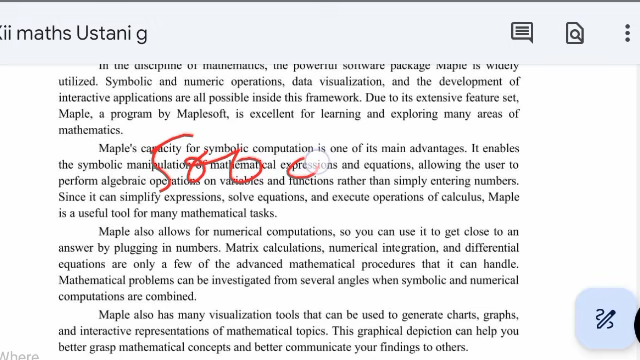 Kii maths Ustani g
In the discipline of mathematics, the powerful software package Maple is widely
utilized. Symbolic and numeric operations, data visualization, and the development of
interactive applications are all possible inside this framework. Due to its extensive feature set,
Maple, a program by Maplesoft, is excellent for learning and exploring many areas of
mathematics.
Maple's capacity for symbolic computation is one of its main advantages. It enables
the symbolic manipulation of mathematical expressions and equations, allowing the user to
perform algebraic operations on variables and functions rather than simply entering numbers.
Since it can simplify expressions, solve equations, and execute operations of calculus, Maple
is a useful tool for many mathematical tasks.
Maple also allows for numerical computations, so you can use it to get close to an
answer by plugging in numbers. Matrix calculations, numerical integration, and differential
equations are only a few of the advanced mathematical procedures that it can handle.
Mathematical problems can be investigated from several angles when symbolic and numerical
computations are combined.
Maple also has many visualization tools that can be used to generate charts, graphs,
and interactive representations of mathematical topics. This graphical depiction can help you
better grasp mathematical concepts and better communicate your findings to others.
Where